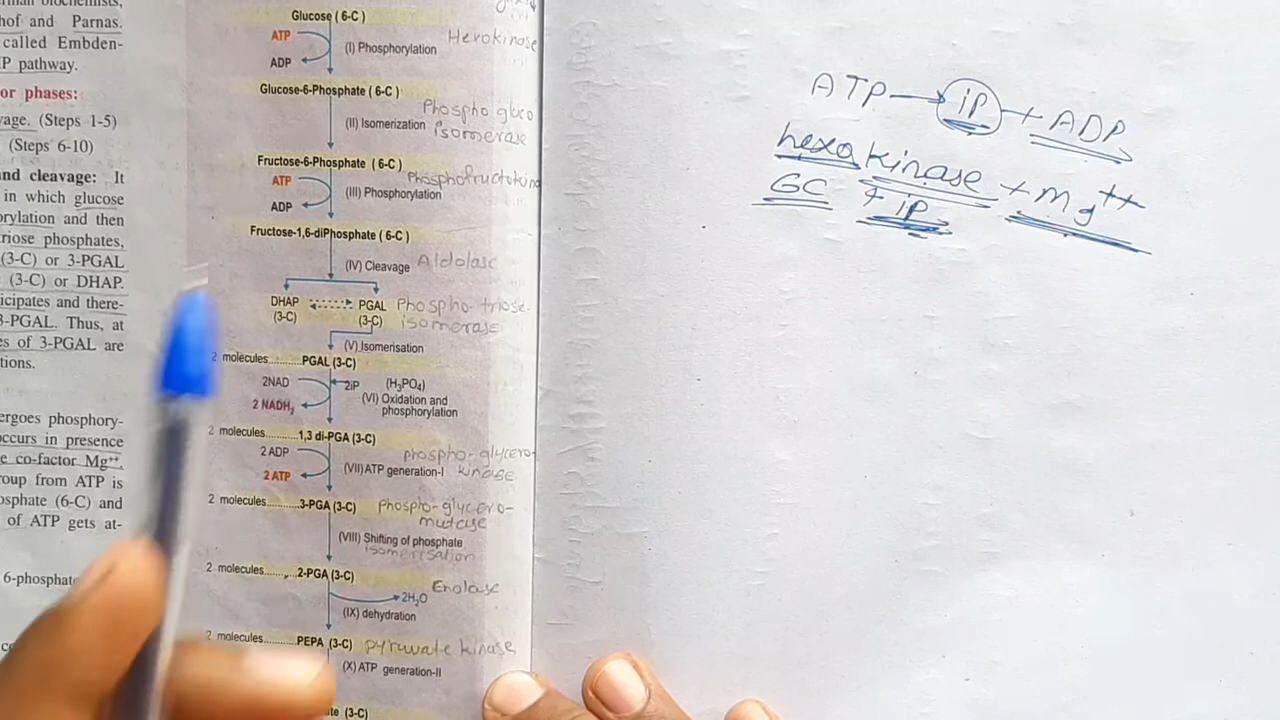 hof and Parnas.
called Embden-
P pathway.
or phases:
vage. (Steps 1-5)
(Steps 6-10)
and cleavage: It
in which glucose
orylation and then
triose phosphates,
(3-C) or 3-PGAL
(3-C) or DHAP.
icipates and there-
3-PGAL. Thus, at
es of 3-PGAL are
tions.
ergoes phosphory-
occurs in presence
e co-factor Mg++.
roup from ATP is
osphate (6-C) and
of ATP gets at-
6-phosphate
Glucose ( 6-C )
ATP
Hexokinase
(I) Phosphorylation
ADP
Glucose-6-Phosphate ( 6-C )
Phospho gluco
(II) Isomerization isomerase
Fructose-6-Phosphate (6-C )
ATP Phosphofructokina
(III) Phosphorylation
ADP
Fructose-1,6-diPhosphate ( 6-C )
(IV) Cleavage Aldolase
DHAP PGAL Phospho-triose-
(3-C) (3-C) isomerase
(V) Isomerisation
2 molecules............PGAL (3-C)
2NAD 2iP (H3PO4)
(VI) Oxidation and
2 NADH2 phosphorylation
2 molecules...........1,3 di-PGA (3-C)
2 ADP phospho-glycero-
(VII) ATP generation-I kinase
2 ATP
2 molecules...........3-PGA (3-C) Phospho-glycero-
mutase
(VIII) Shifting of phosphate
isomerisation
2 molecules...........2-PGA (3-C)
Enolase
2H2O
(IX) dehydration
2 molecules...........PEPA (3-C) pyruvate kinase
(X) ATP generation-II
(3-C)
ATP → iP + ADP
hexokinase + Mg++
GC + iP